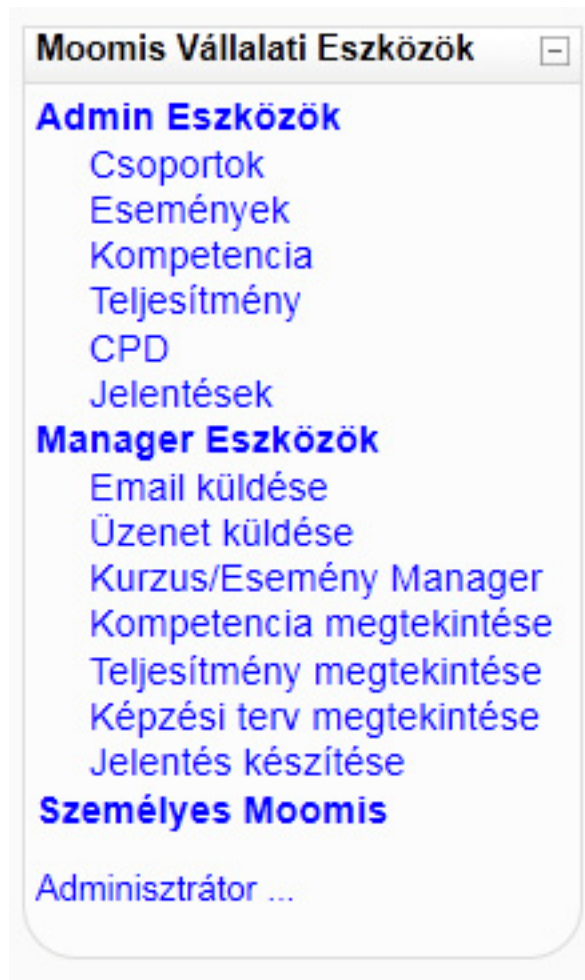 Moomis Vállalati Eszközök
Admin Eszközök
Csoportok
Események
Kompetencia
Teljesítmény
CPD
Jelentések
Manager Eszközök
Email küldése
Üzenet küldése
Kurzus/Esemény Manager
Kompetencia megtekintése
Teljesítmény megtekintése
Képzési terv megtekintése
Jelentés készítése
Személyes Moomis
Adminisztrátor ...